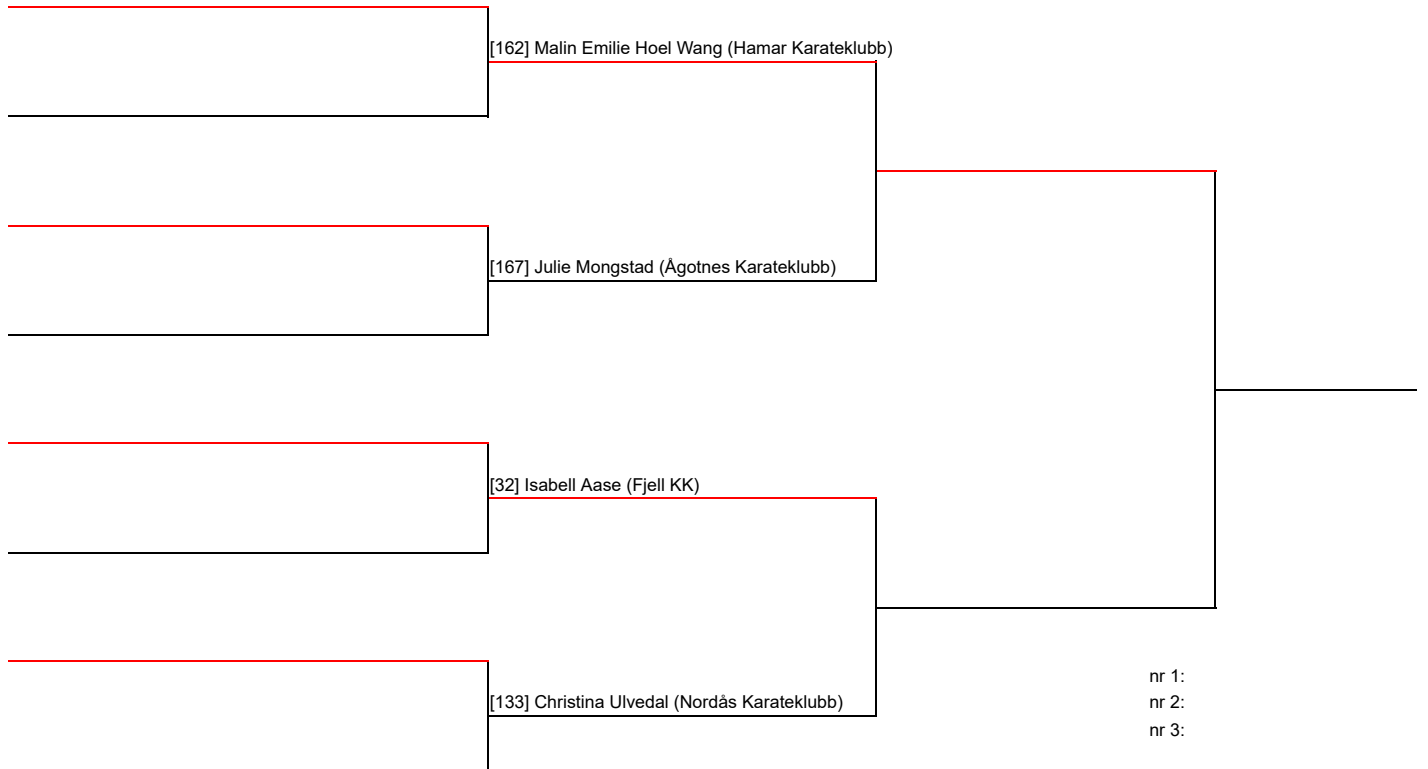 [162] Malin Emilie Hoel Wang (Hamar Karateklubb)
[167] Julie Mongstad (Ågotnes Karateklubb)
[32] Isabell Aase (Fjell KK)
[133] Christina Ulvedal (Nordås Karateklubb)
nr 1:
nr 2:
nr 3: